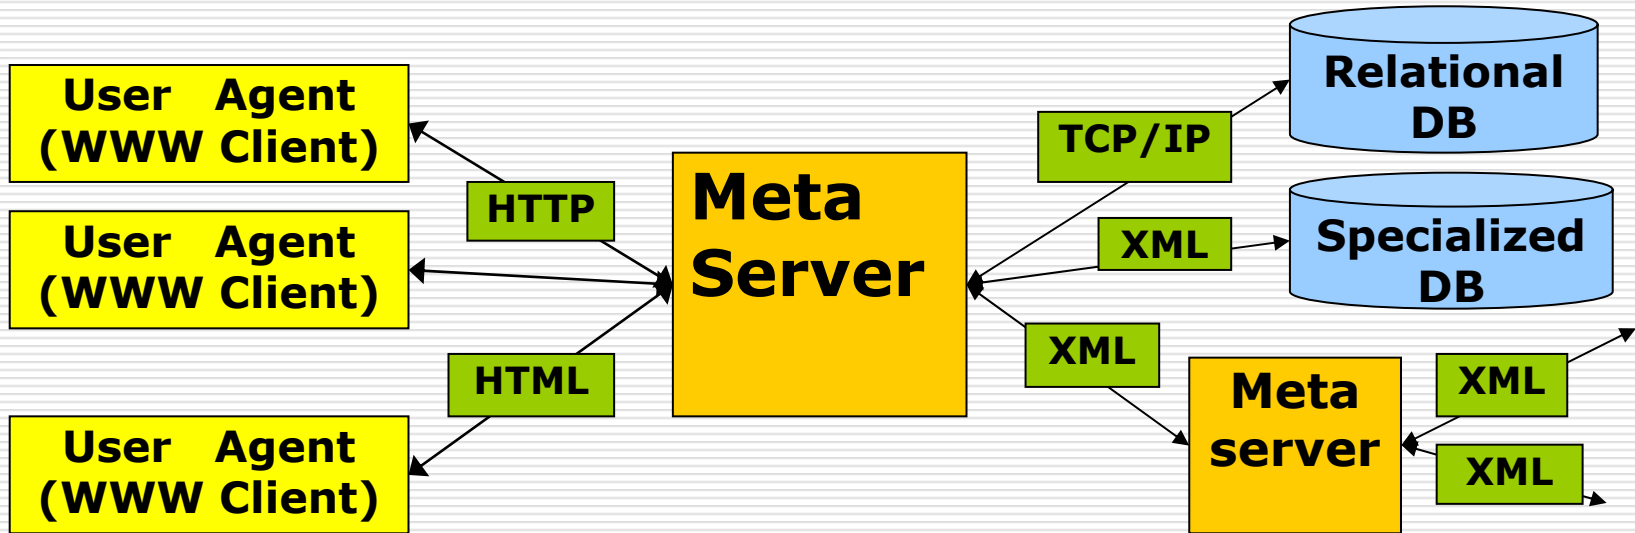 User Agent
(WWW Client)
User Agent
(WWW Client)
User Agent
(WWW Client)
HTTP
HTML
Meta
Server
TCP/IP
XML
XML
Relational
DB
Specialized
DB
Meta
server
XML
XML